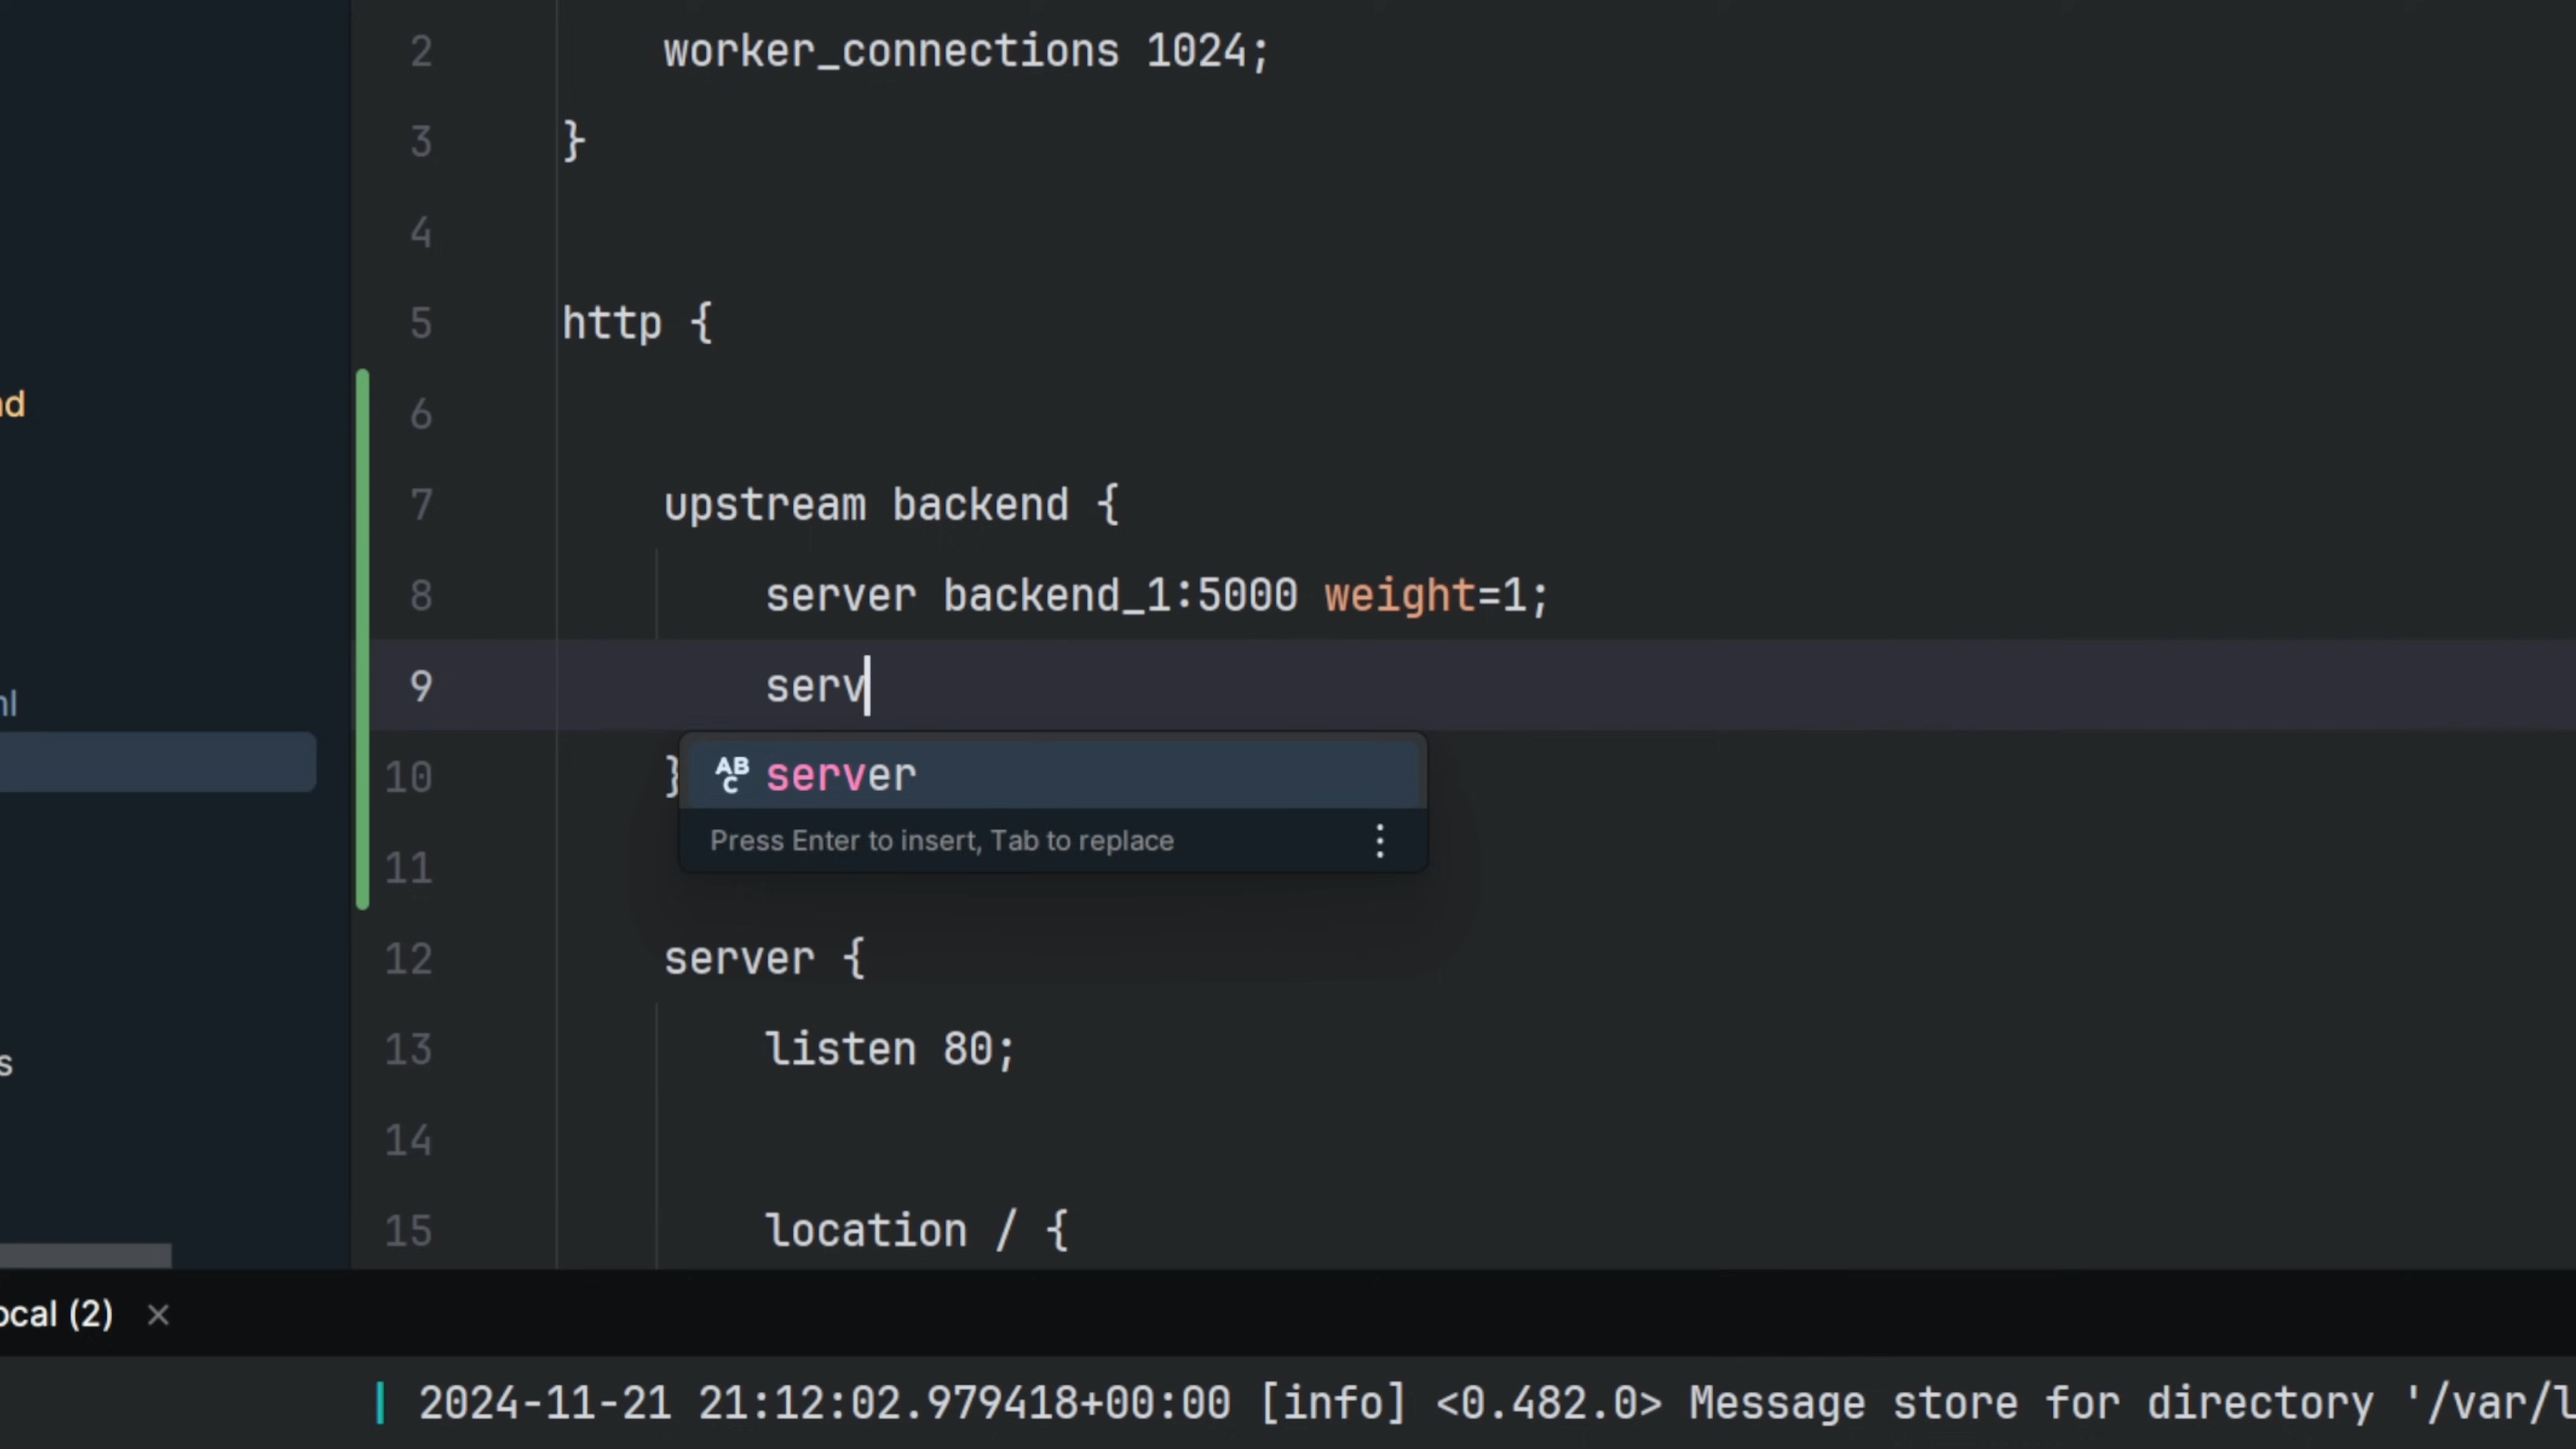 2 worker_connections 1024;
3 }
4
5 http {
6
nd
7 upstream backend {
8 server backend_1:5000 weight=1;
9 serv
ml
10 }
ABC server
Press Enter to insert, Tab to replace
11
12 server {
13 listen 80;
s
14
15 location / {
ocal (2) ×
| 2024-11-21 21:12:02.979418+00:00 [info] <0.482.0> Message store for directory '/var/l